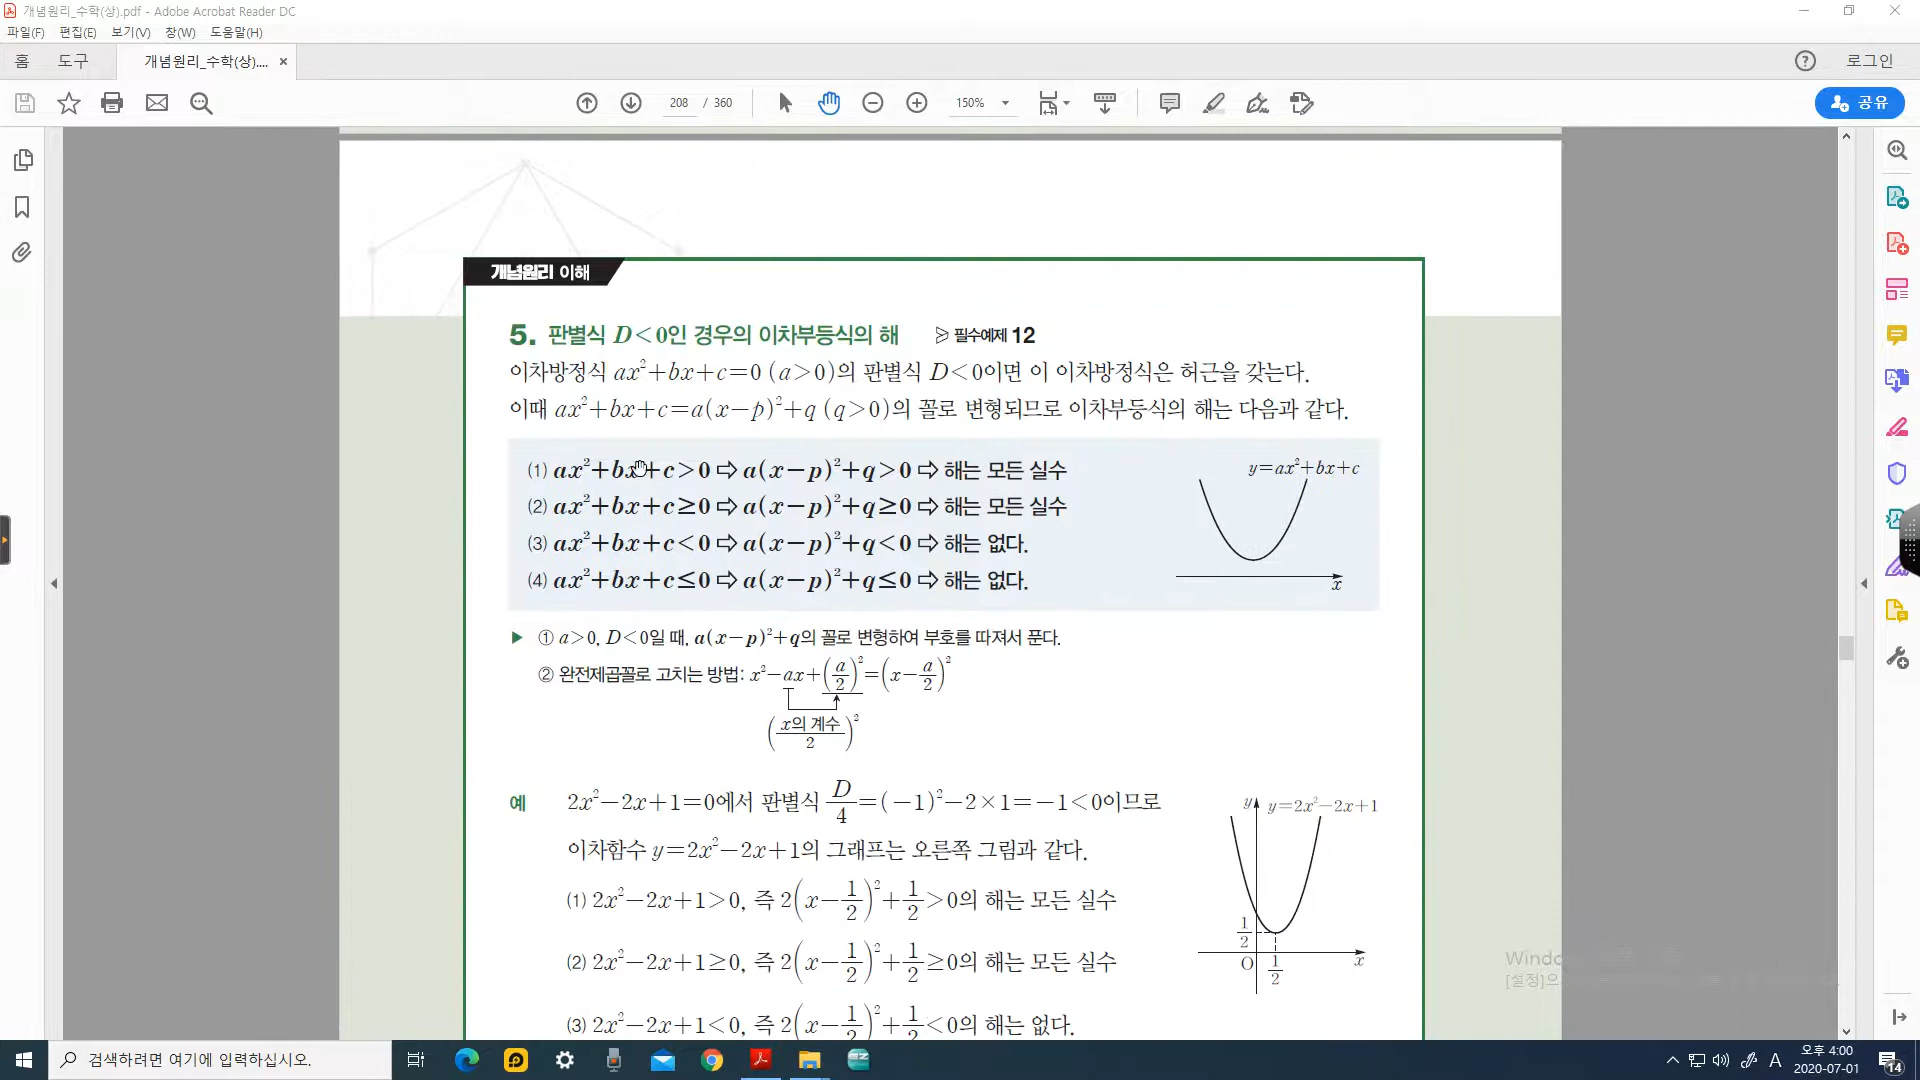 개념원리_수학(상).pdf - Adobe Acrobat Reader DC
파일(F) 편집(E) 보기(V) 창(W) 도움말(H)
홈 도구 개념원리_수학(상).... × 로그인
208 / 360 150% 공유
개념원리 이해
5. 판별식 D<0인 경우의 이차부등식의 해 필수예제 12
이차방정식 ax²+bx+c=0 (a>0)의 판별식 D<0이면 이 이차방정식은 허근을 갖는다.
이때 ax²+bx+c=a(x-p)²+q (q>0)의 꼴로 변형되므로 이차부등식의 해는 다음과 같다.
(1) ax²+bx+c>0 ⇨ a(x-p)²+q>0 ⇨ 해는 모든 실수
(2) ax²+bx+c≥0 ⇨ a(x-p)²+q≥0 ⇨ 해는 모든 실수
(3) ax²+bx+c<0 ⇨ a(x-p)²+q<0 ⇨ 해는 없다.
(4) ax²+bx+c≤0 ⇨ a(x-p)²+q≤0 ⇨ 해는 없다.
y=ax²+bx+c
x
▶ ① a>0, D<0일 때, a(x-p)²+q의 꼴로 변형하여 부호를 따져서 푼다.
② 완전제곱꼴로 고치는 방법: x²-ax+(a/2)²=(x-a/2)²
(x의 계수/2)²
예 2x²-2x+1=0에서 판별식 D/4=(-1)²-2×1=-1<0이므로
이차함수 y=2x²-2x+1의 그래프는 오른쪽 그림과 같다.
(1) 2x²-2x+1>0, 즉 2(x-1/2)²+1/2>0의 해는 모든 실수
(2) 2x²-2x+1≥0, 즉 2(x-1/2)²+1/2≥0의 해는 모든 실수
(3) 2x²-2x+1<0, 즉 2(x-1/2)²+1/2<0의 해는 없다.
y y=2x²-2x+1
1/2
O 1/2 x
[설정]으
검색하려면 여기에 입력하십시오.
A 오후 4:00
2020-07-01
14